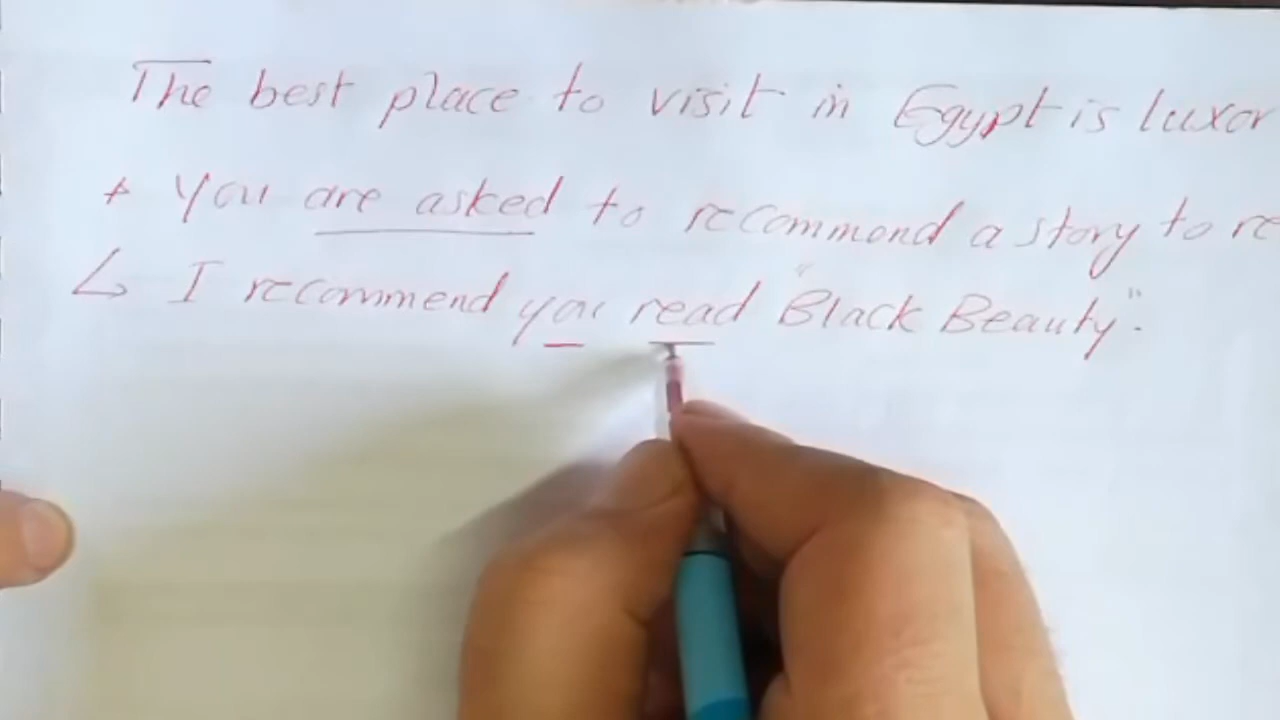 The best place to visit in Egypt is luxor
* You are asked to recommend a story to re
↳ I recommend you read "Black Beauty".